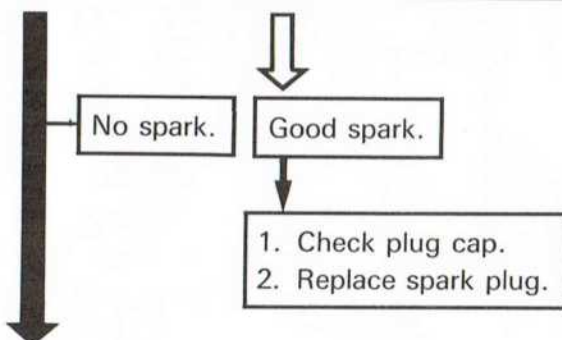 No spark.
Good spark.
1. Check plug cap.
2. Replace spark plug.